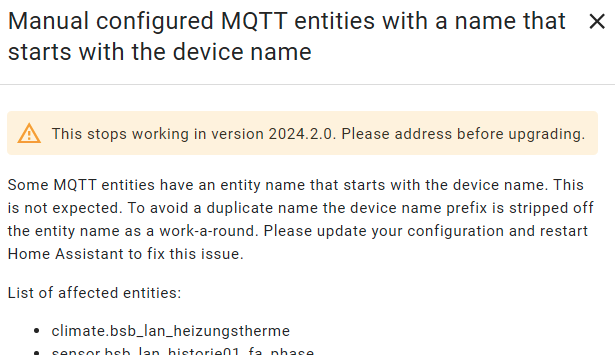 Manual configured MQTT entities with a name that
starts with the device name
This stops working in version 2024.2.0. Please address before upgrading.
Some MQTT entities have an entity name that starts with the device name. This
is not expected. To avoid a duplicate name the device name prefix is stripped off
the entity name as a work-a-round. Please update your configuration and restart
Home Assistant to fix this issue.
List of affected entities:
• climate.bsb_lan_heizungstherme
• sensor.bsb_lan_historie01_fa_phase